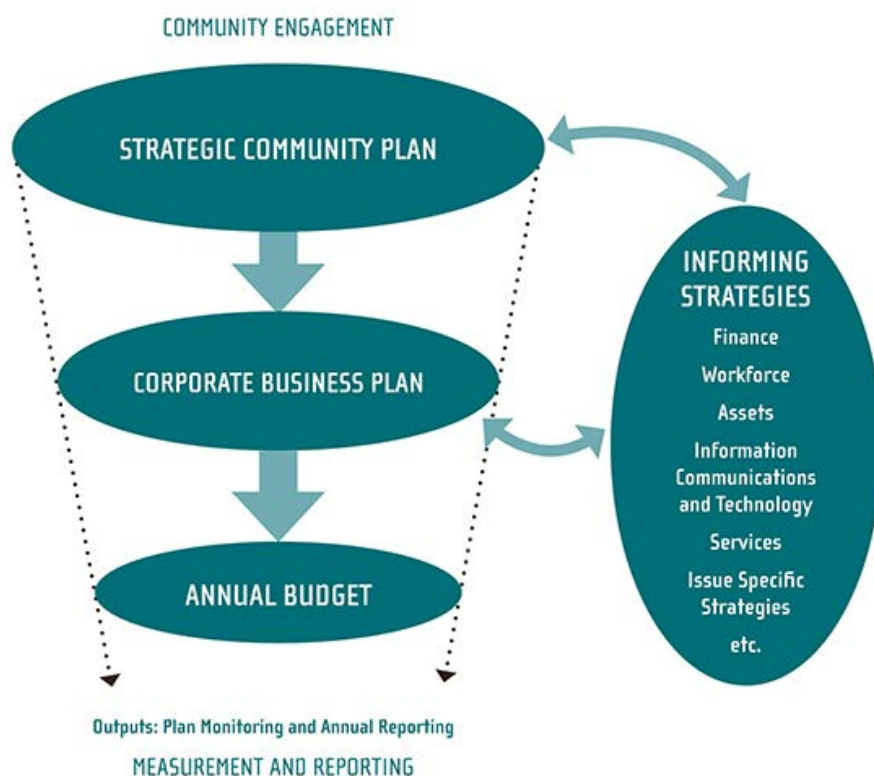 COMMUNITY ENGAGEMENT
STRATEGIC COMMUNITY PLAN
CORPORATE BUSINESS PLAN
ANNUAL BUDGET
INFORMING
STRATEGIES
Finance
Workforce
Assets
Information
Communications
and Technology
Services
Issue Specific
Strategies
etc.
Outputs: Plan Monitoring and Annual Reporting
MEASUREMENT AND REPORTING